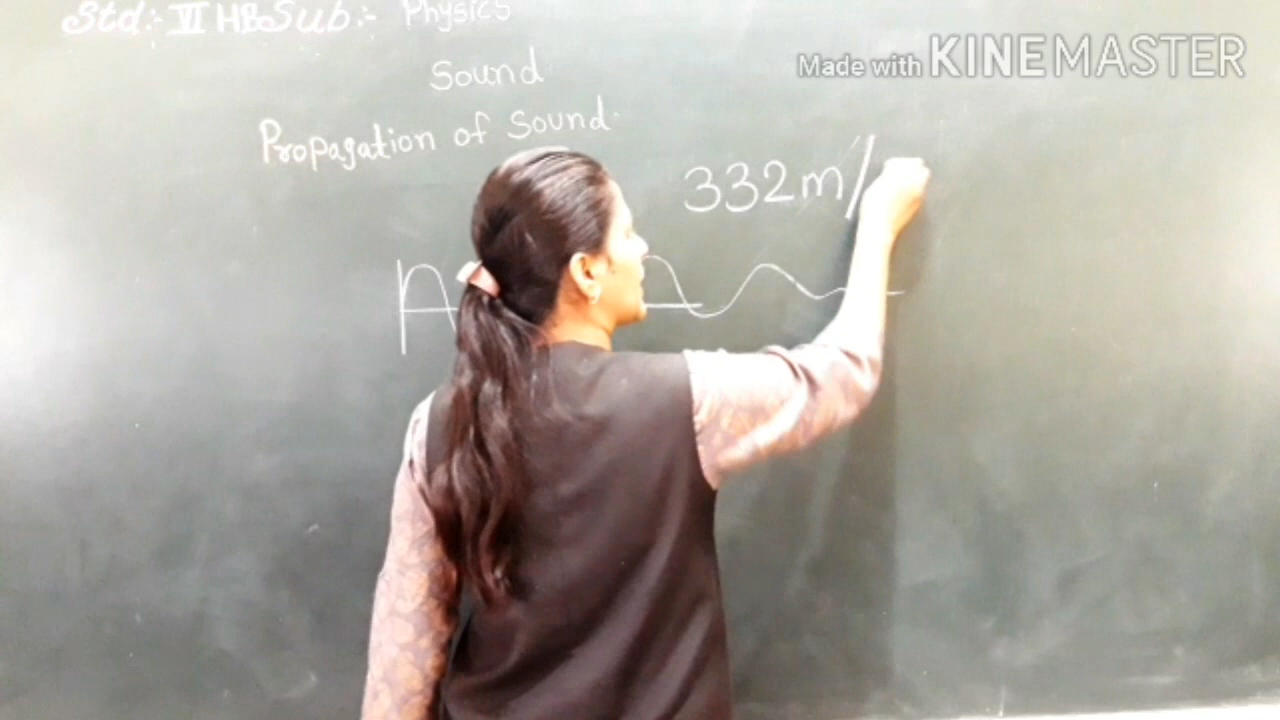 Std:- VI HB Sub:- Physics
Made with KINEMASTER
Sound
Propagation of Sound.
332m/